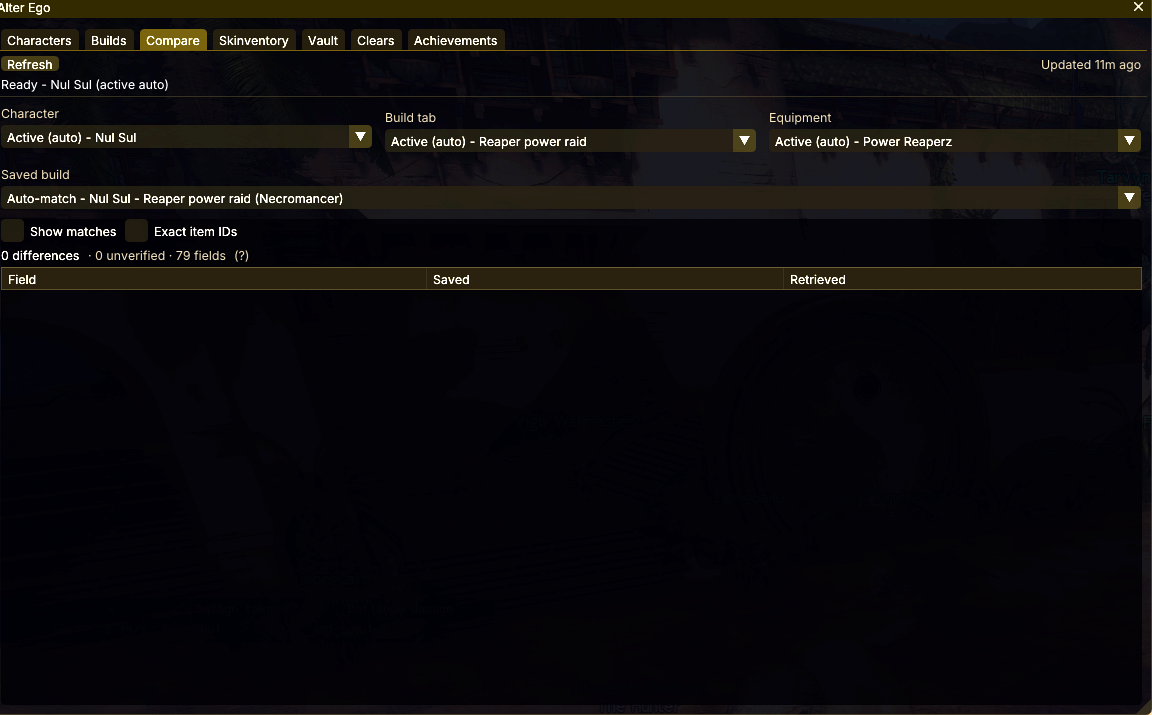 Alter Ego
Characters Builds Compare Skinventory Vault Clears Achievements
Refresh Updated 11m ago
Ready - Nul Sul (active auto)
Character Build tab Equipment
Active (auto) - Nul Sul Active (auto) - Reaper power raid Active (auto) - Power Reaperz
Saved build
Auto-match - Nul Sul - Reaper power raid (Necromancer)
Show matches Exact item IDs
0 differences · 0 unverified · 79 fields (?)
Field Saved Retrieved